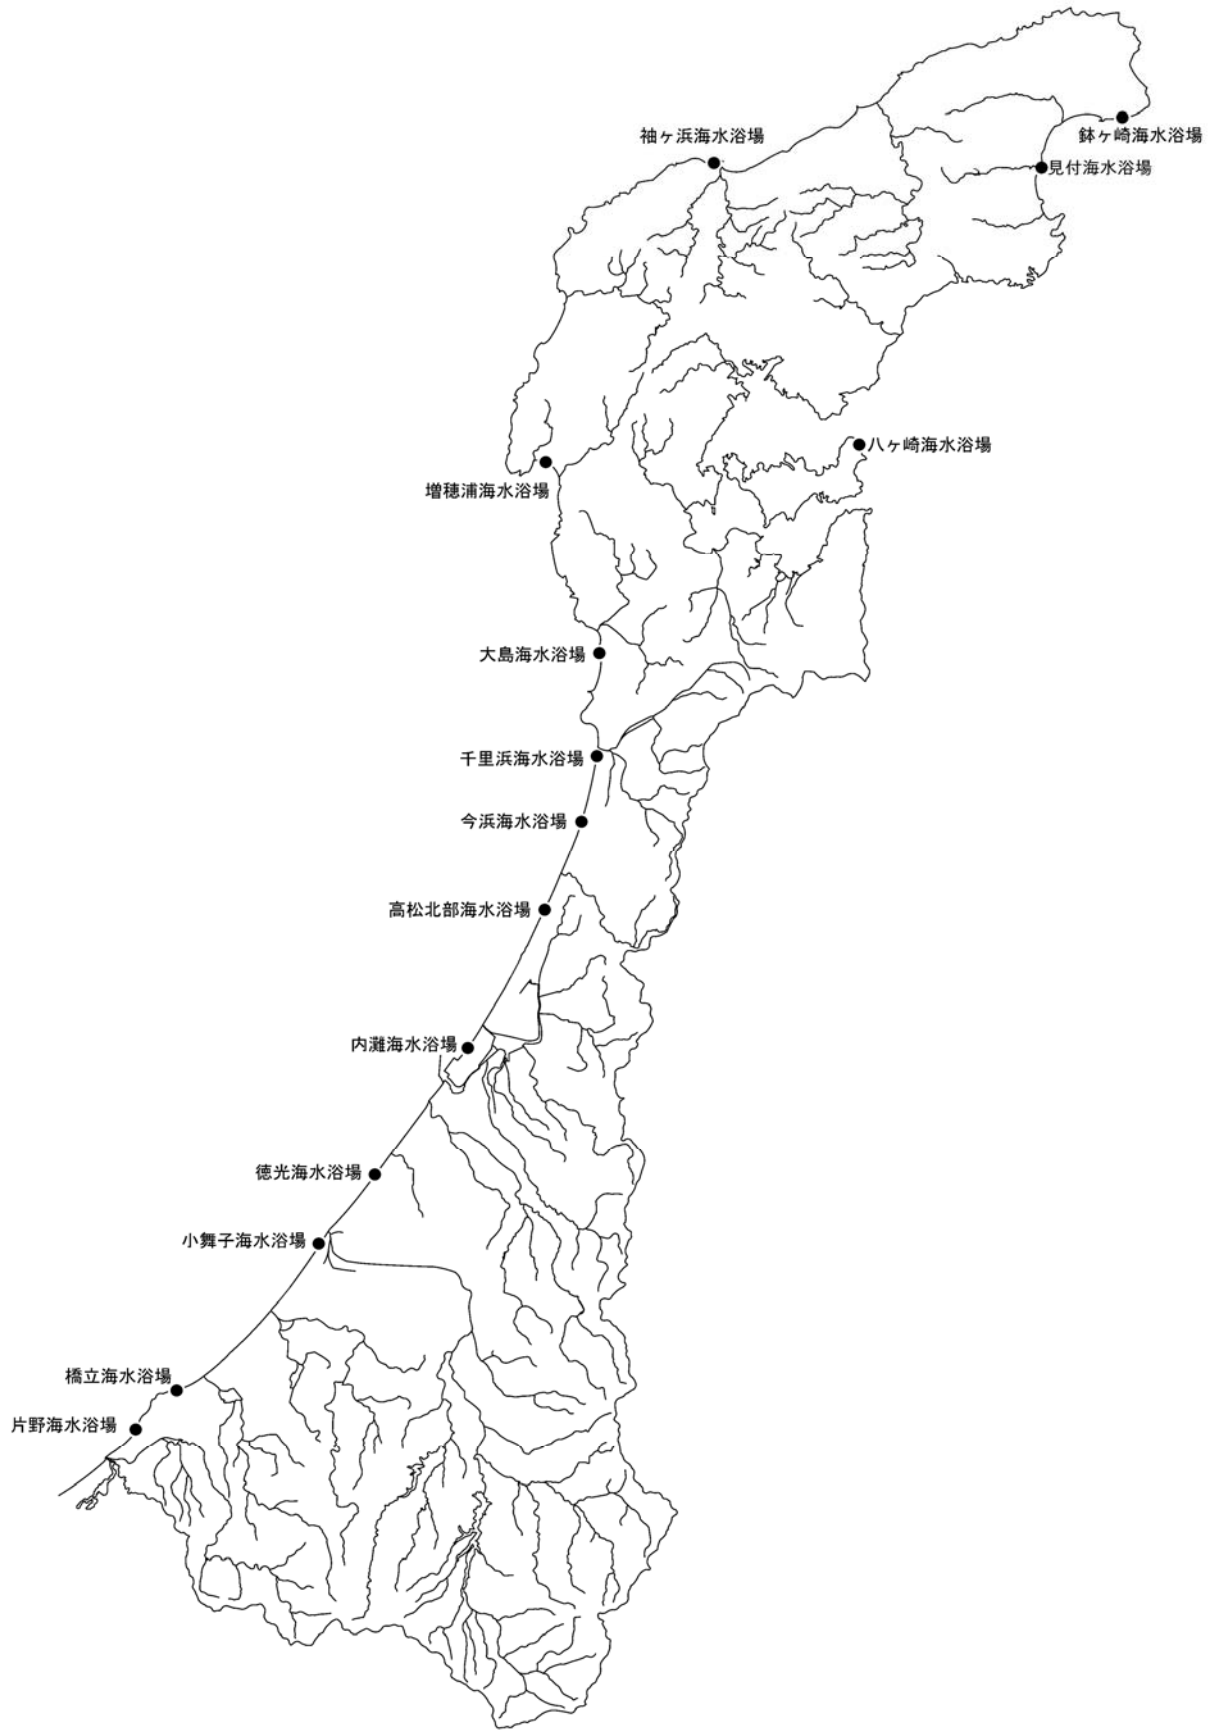 袖ヶ浜海水浴場
鉢ヶ崎海水浴場
見付海水浴場
八ヶ崎海水浴場
増穂浦海水浴場
大島海水浴場
千里浜海水浴場
今浜海水浴場
高松北部海水浴場
内灘海水浴場
徳光海水浴場
小舞子海水浴場
橋立海水浴場
片野海水浴場